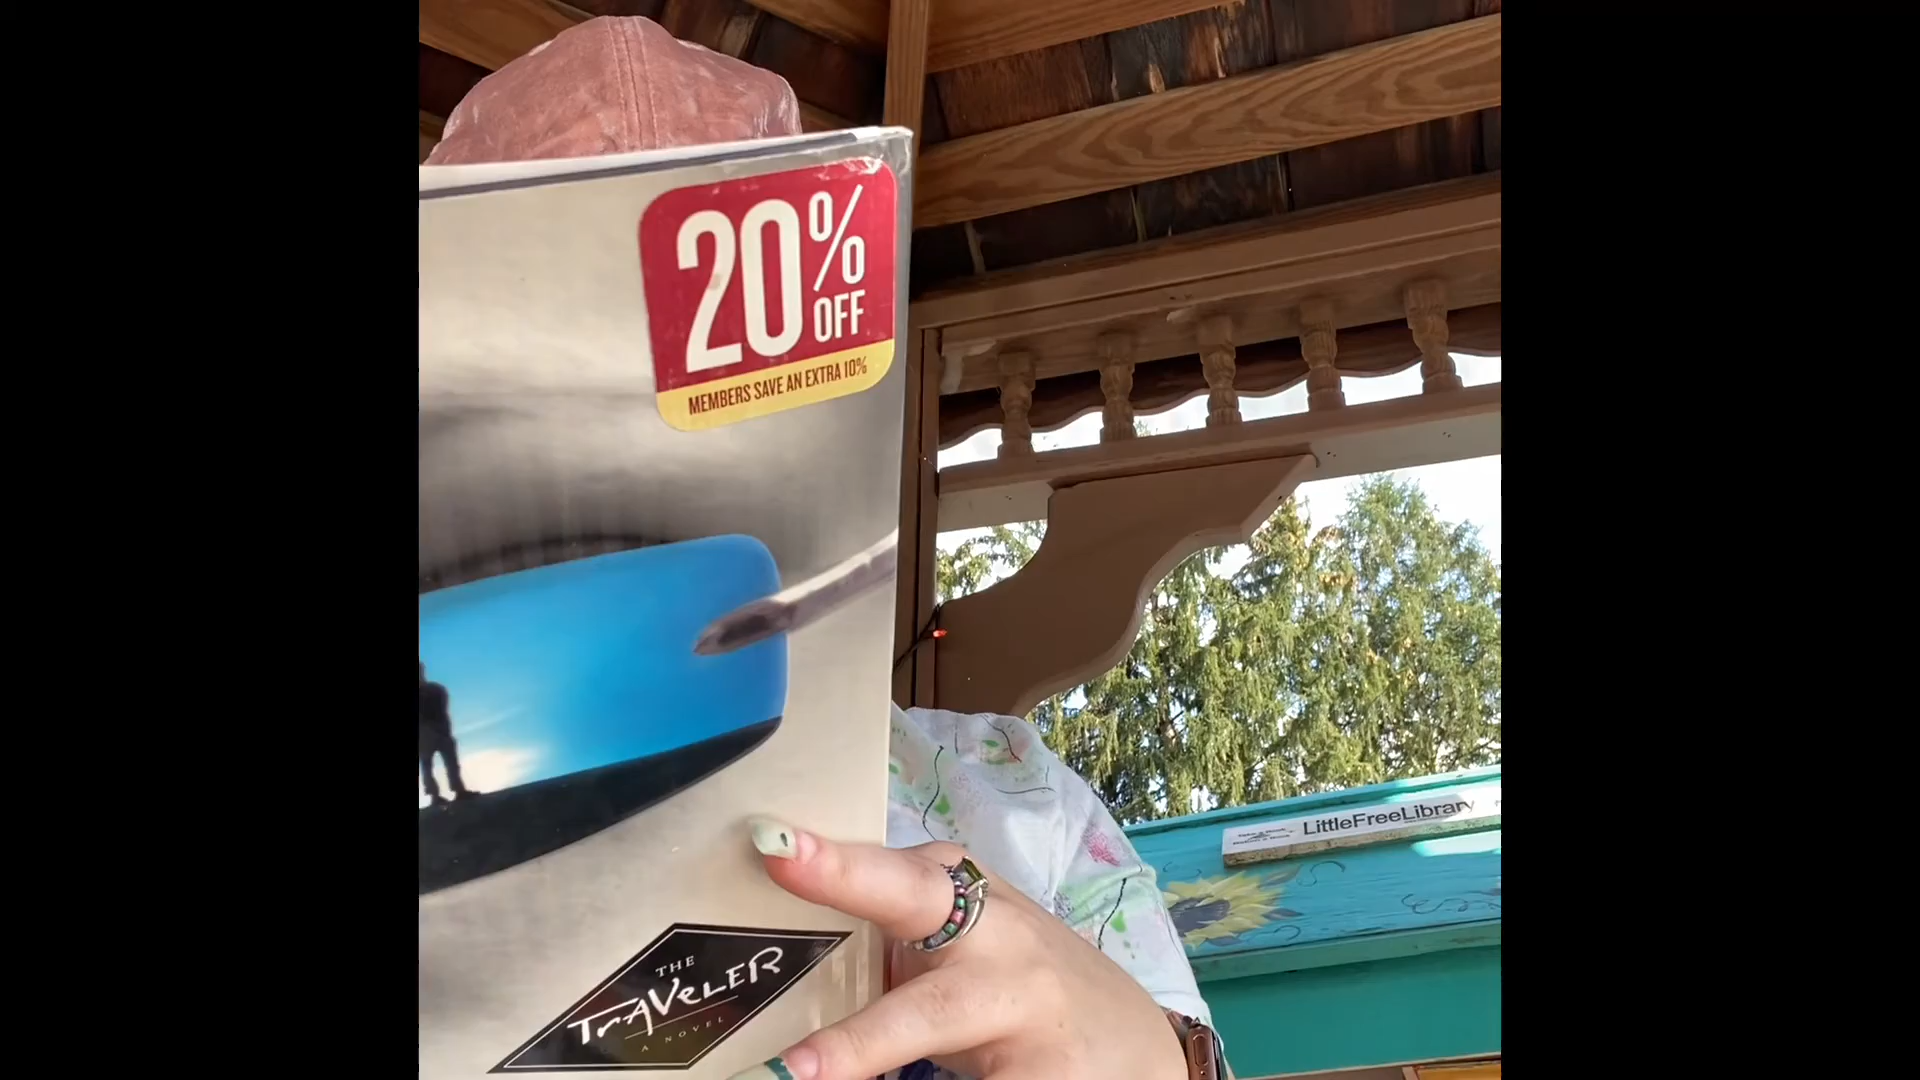 20%
OFF
MEMBERS SAVE AN EXTRA 10%
THE
TrAVeLER
A NOVEL
LittleFreeLibrary